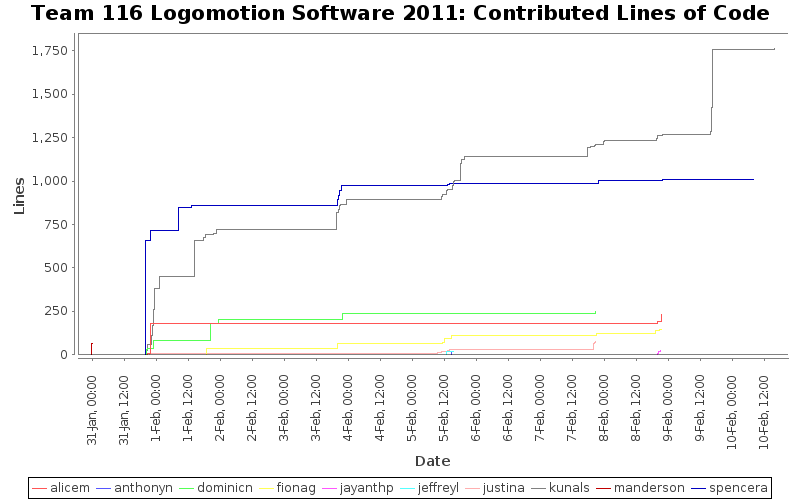 Team 116 Logomotion Software 2011: Contributed Lines of Code
Lines
1,750
1,500
1,250
1,000
750
500
250
0
31-Jan, 00:00
31-Jan, 12:00
1-Feb, 00:00
1-Feb, 12:00
2-Feb, 00:00
2-Feb, 12:00
3-Feb, 00:00
3-Feb, 12:00
4-Feb, 00:00
4-Feb, 12:00
5-Feb, 00:00
5-Feb, 12:00
6-Feb, 00:00
6-Feb, 12:00
7-Feb, 00:00
7-Feb, 12:00
8-Feb, 00:00
8-Feb, 12:00
9-Feb, 00:00
9-Feb, 12:00
10-Feb, 00:00
10-Feb, 12:00
Date
alicem anthonyn dominicn fionag jayanthp jeffreyl justina kunals manderson spencera